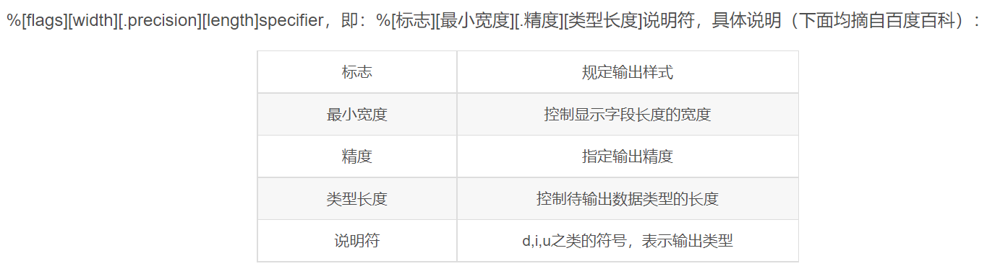 %[flags][width][.precision][length]specifier，即：%[标志][最小宽度][.精度][类型长度]说明符，具体说明（下面均摘自百度百科）：
标志 规定输出样式
最小宽度 控制显示字段长度的宽度
精度 指定输出精度
类型长度 控制待输出数据类型的长度
说明符 d,i,u之类的符号，表示输出类型